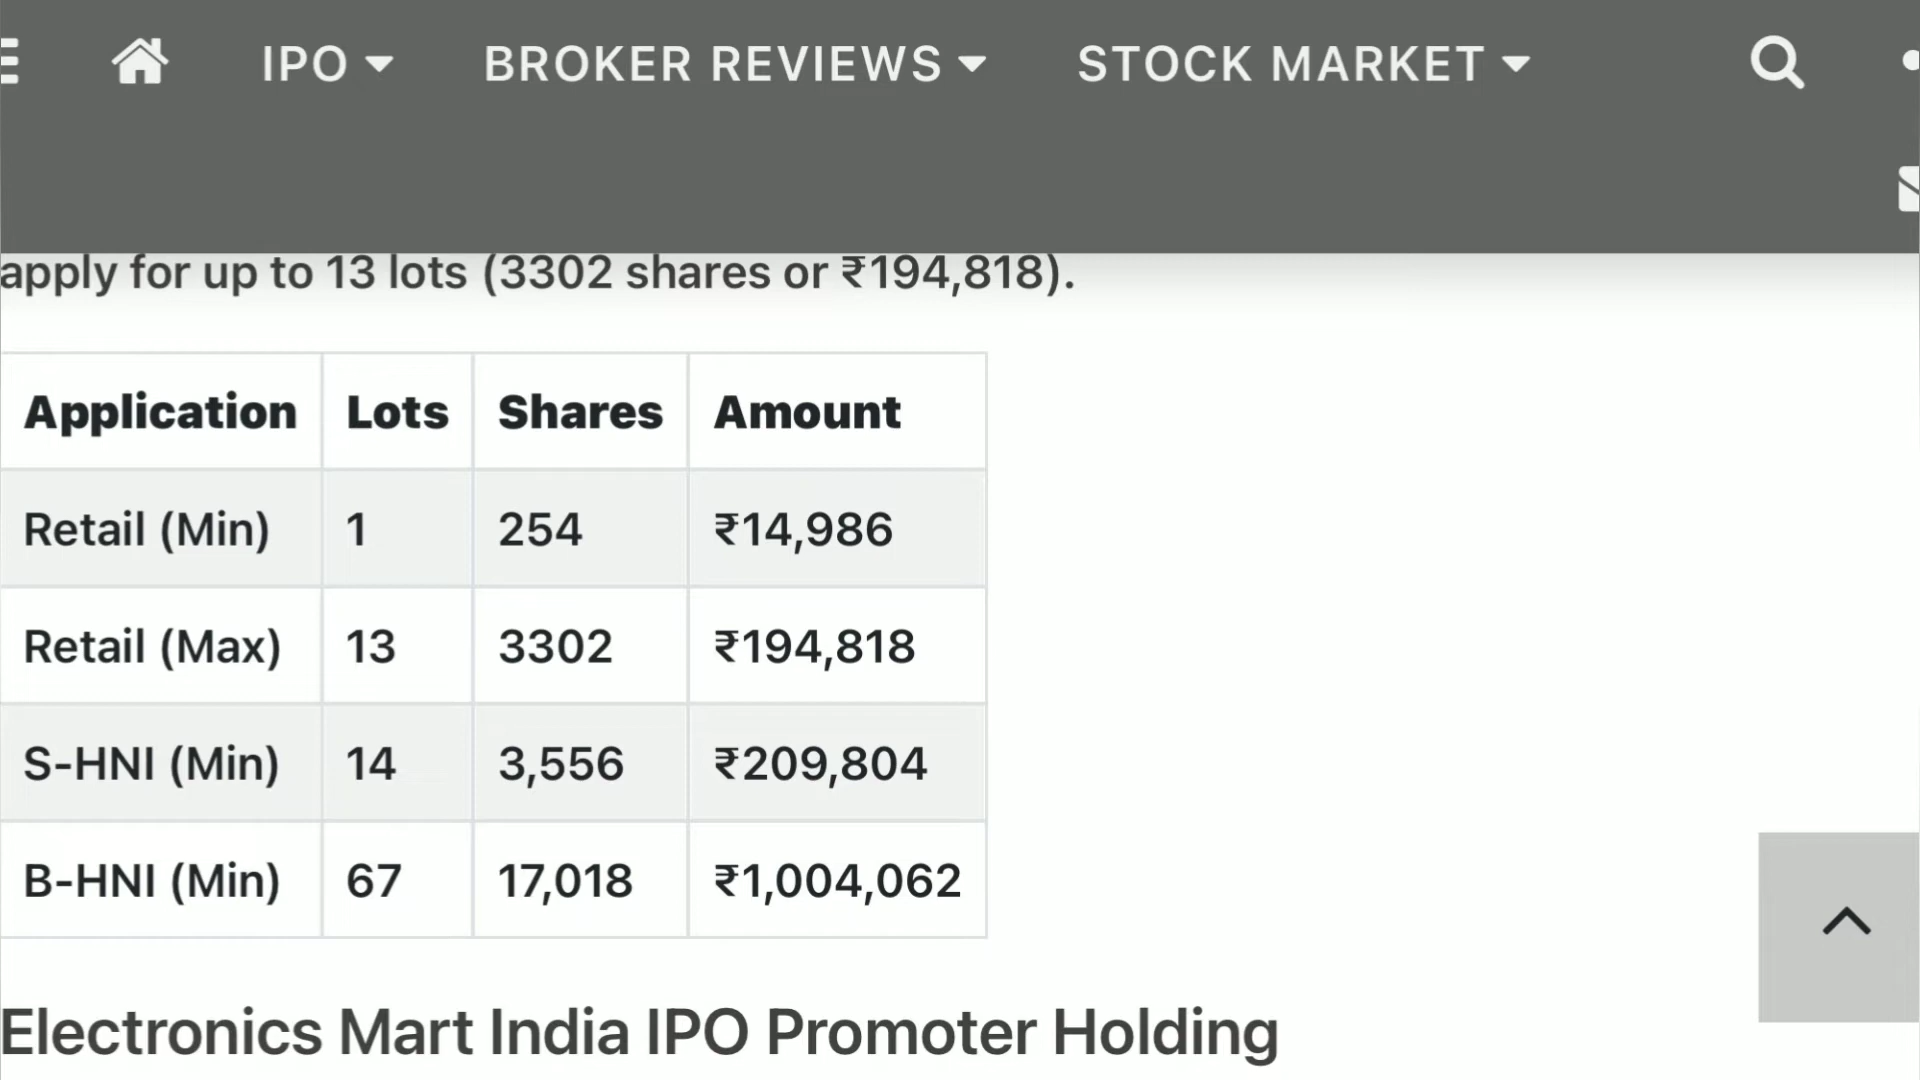 IPO BROKER REVIEWS STOCK MARKET
apply for up to 13 lots (3302 shares or ₹194,818).
Application Lots Shares Amount
Retail (Min) 1 254 ₹14,986
Retail (Max) 13 3302 ₹194,818
S-HNI (Min) 14 3,556 ₹209,804
B-HNI (Min) 67 17,018 ₹1,004,062
Electronics Mart India IPO Promoter Holding